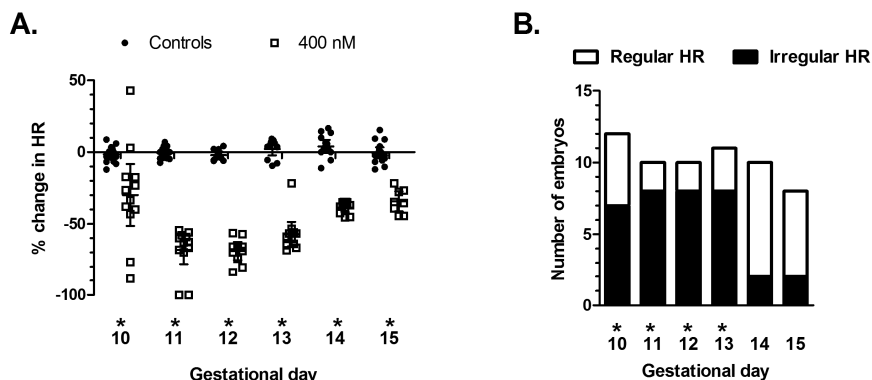 A.
Controls 400 nM
50
0
-50
-100
% change in HR
* * * * * *
10 11 12 13 14 15
Gestational day
B.
Regular HR Irregular HR
15
10
5
0
Number of embryos
* * * *
10 11 12 13 14 15
Gestational day